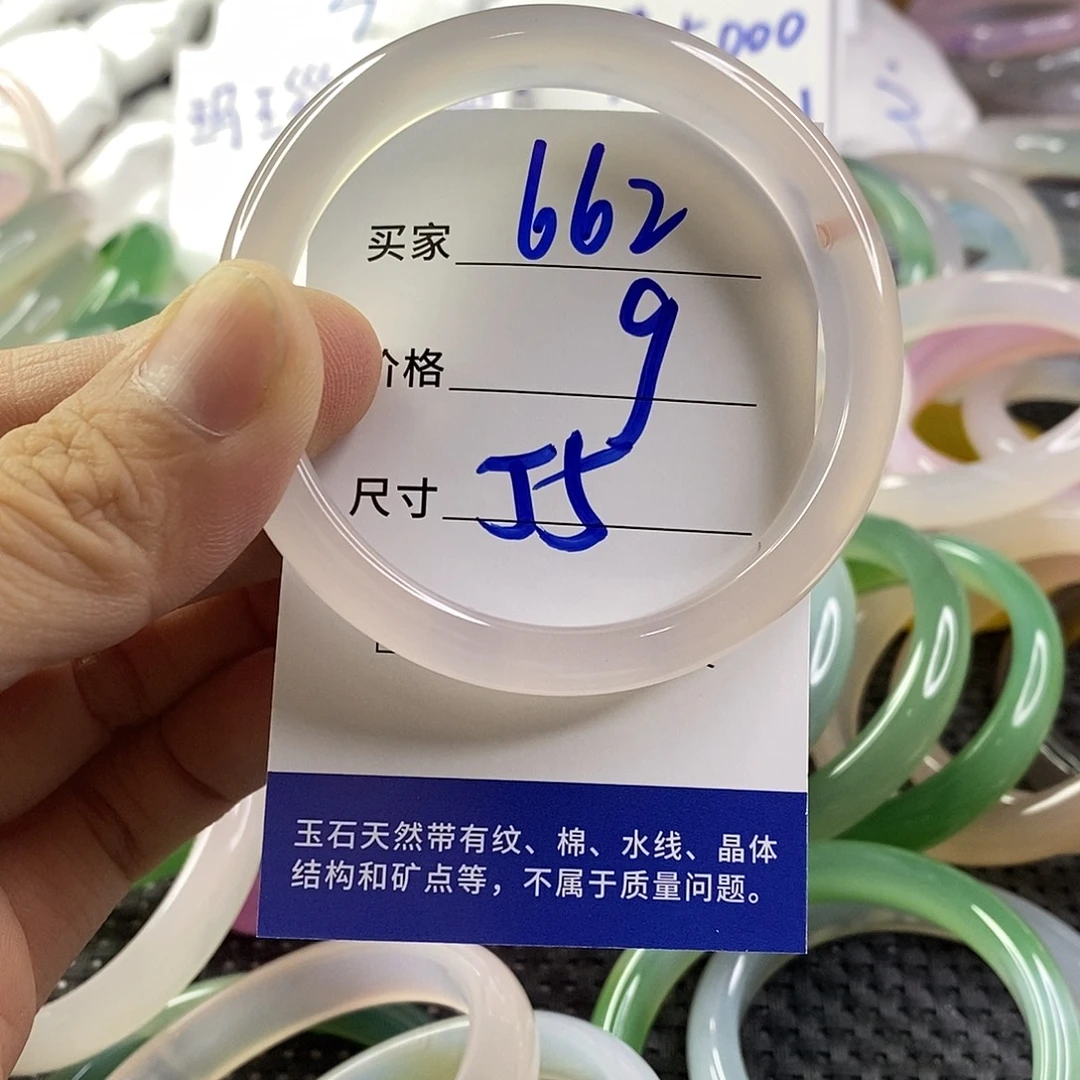 买家 662
价格 9
尺寸 55
玉石天然带有纹、棉、水线、晶体
结构和矿点等，不属于质量问题。